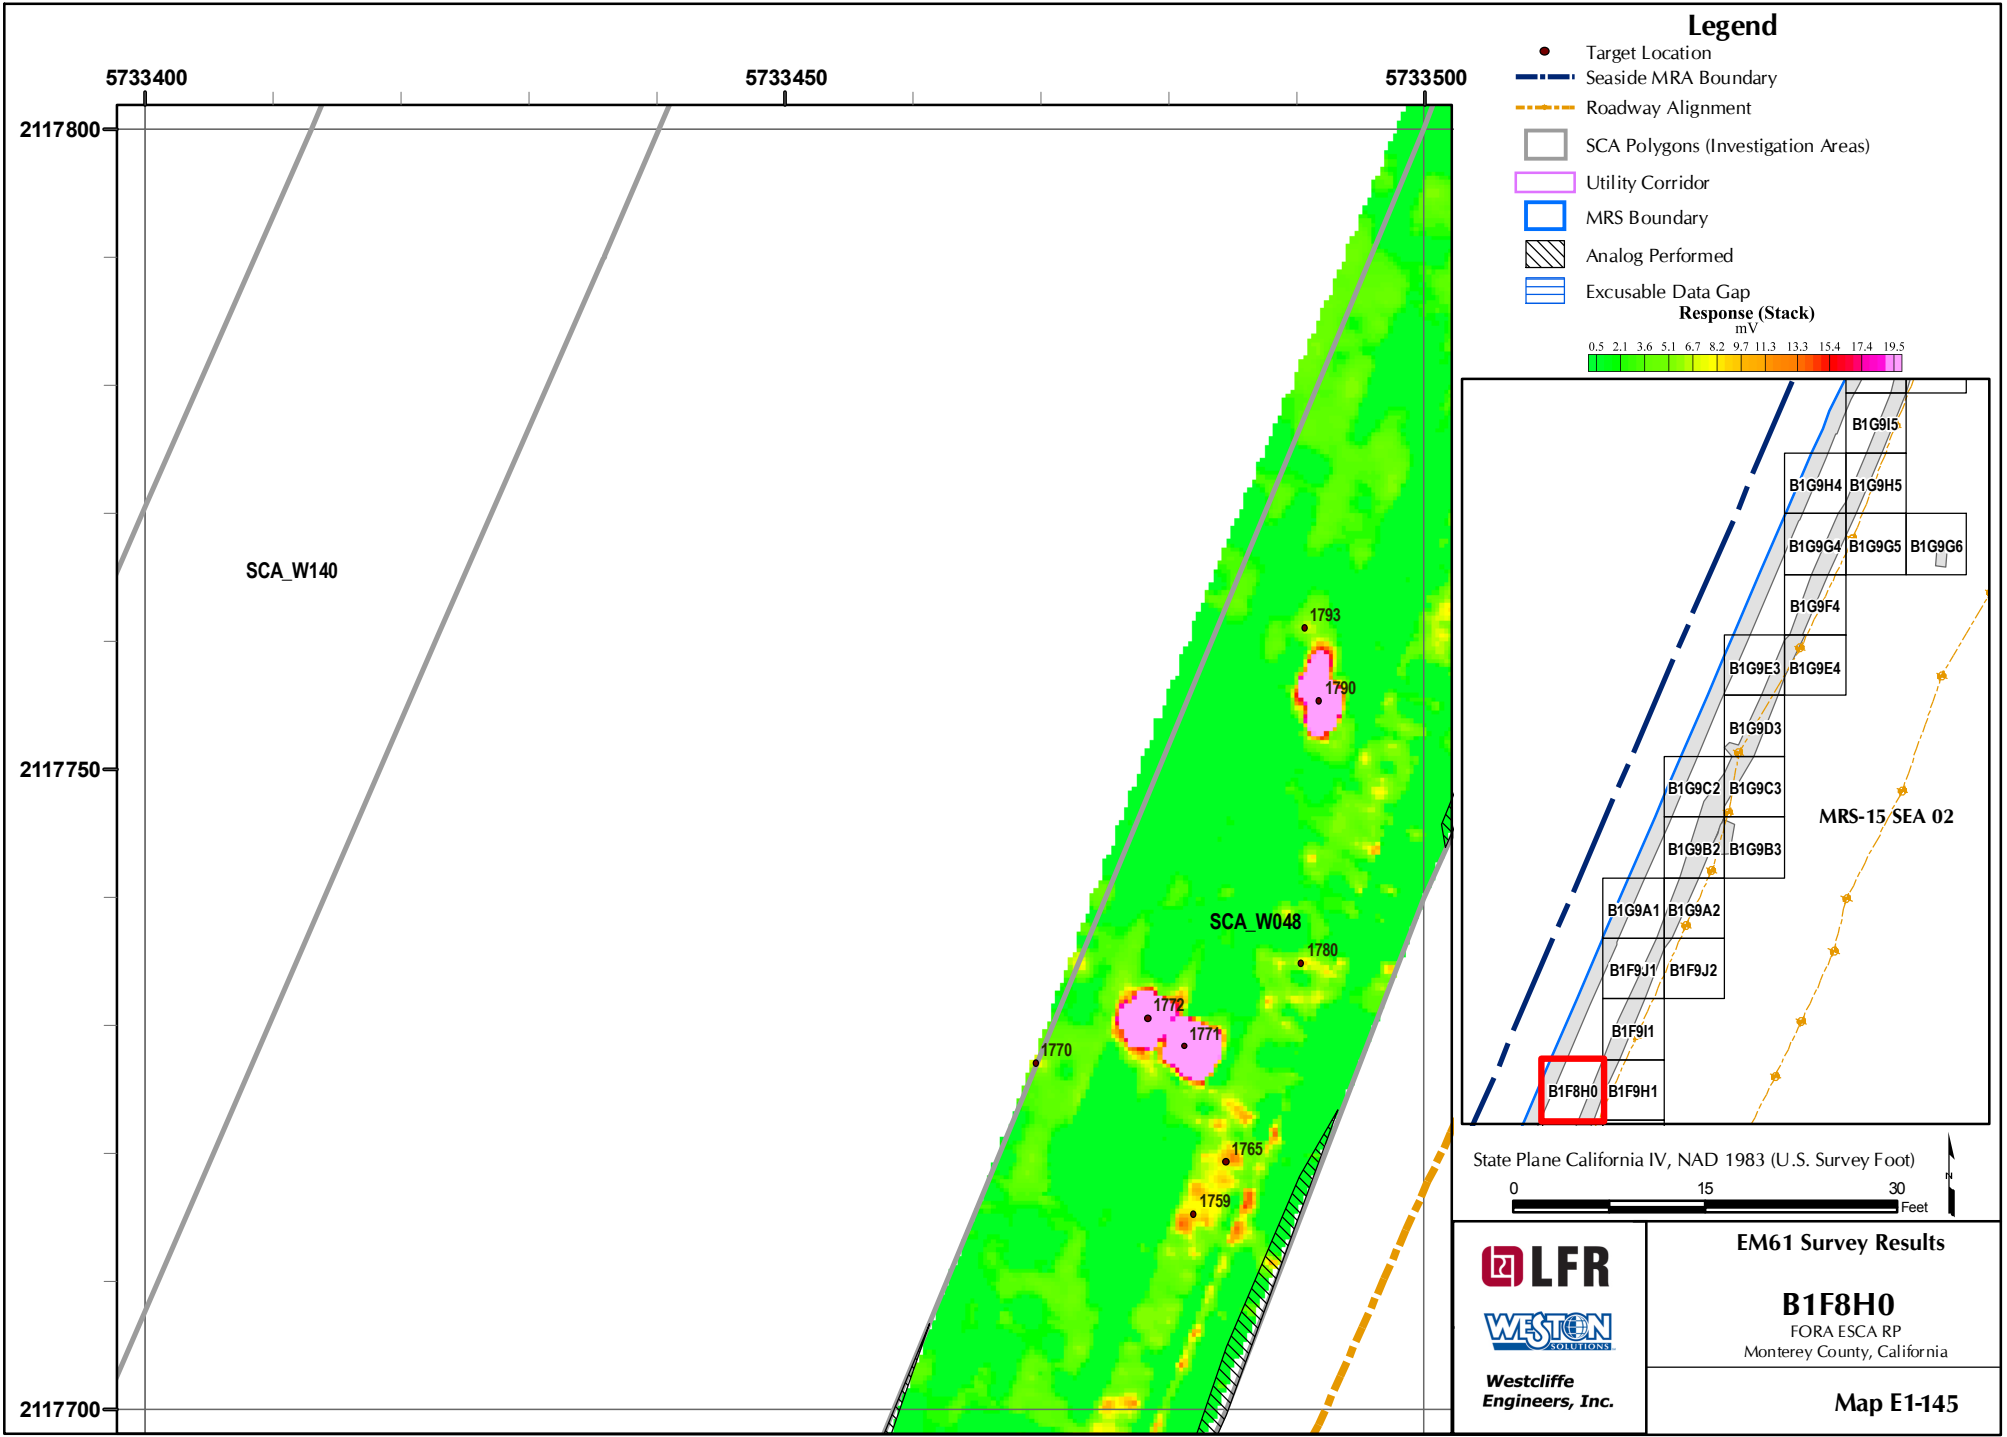 Legend
Target Location
Seaside MRA Boundary
Roadway Alignment
SCA Polygons (Investigation Areas)
Utility Corridor
MRS Boundary
Analog Performed
Excusable Data Gap
Response (Stack)
mV
0.5 2.1 3.6 5.1 6.7 8.2 9.7 11.3 13.3 15.4 17.4 19.5
5733400 5733450 5733500
2117800
2117750
2117700
SCA_W140
SCA_W048
1793
1790
1780
1772
1771
1770
1765
1759
B1G9I5
B1G9H4 B1G9H5
B1G9G4 B1G9G5 B1G9G6
B1G9F4
B1G9E3 B1G9E4
B1G9D3
B1G9C2 B1G9C3
MRS-15 SEA 02
B1G9B2 B1G9B3
B1G9A1 B1G9A2
B1F9J1 B1F9J2
B1F9I1
B1F8H0 B1F9H1
State Plane California IV, NAD 1983 (U.S. Survey Foot)
N
0 15 30
Feet
LFR
WESTON
SOLUTIONS
Westcliffe
Engineers, Inc.
EM61 Survey Results
B1F8H0
FORA ESCA RP
Monterey County, California
Map E1-145